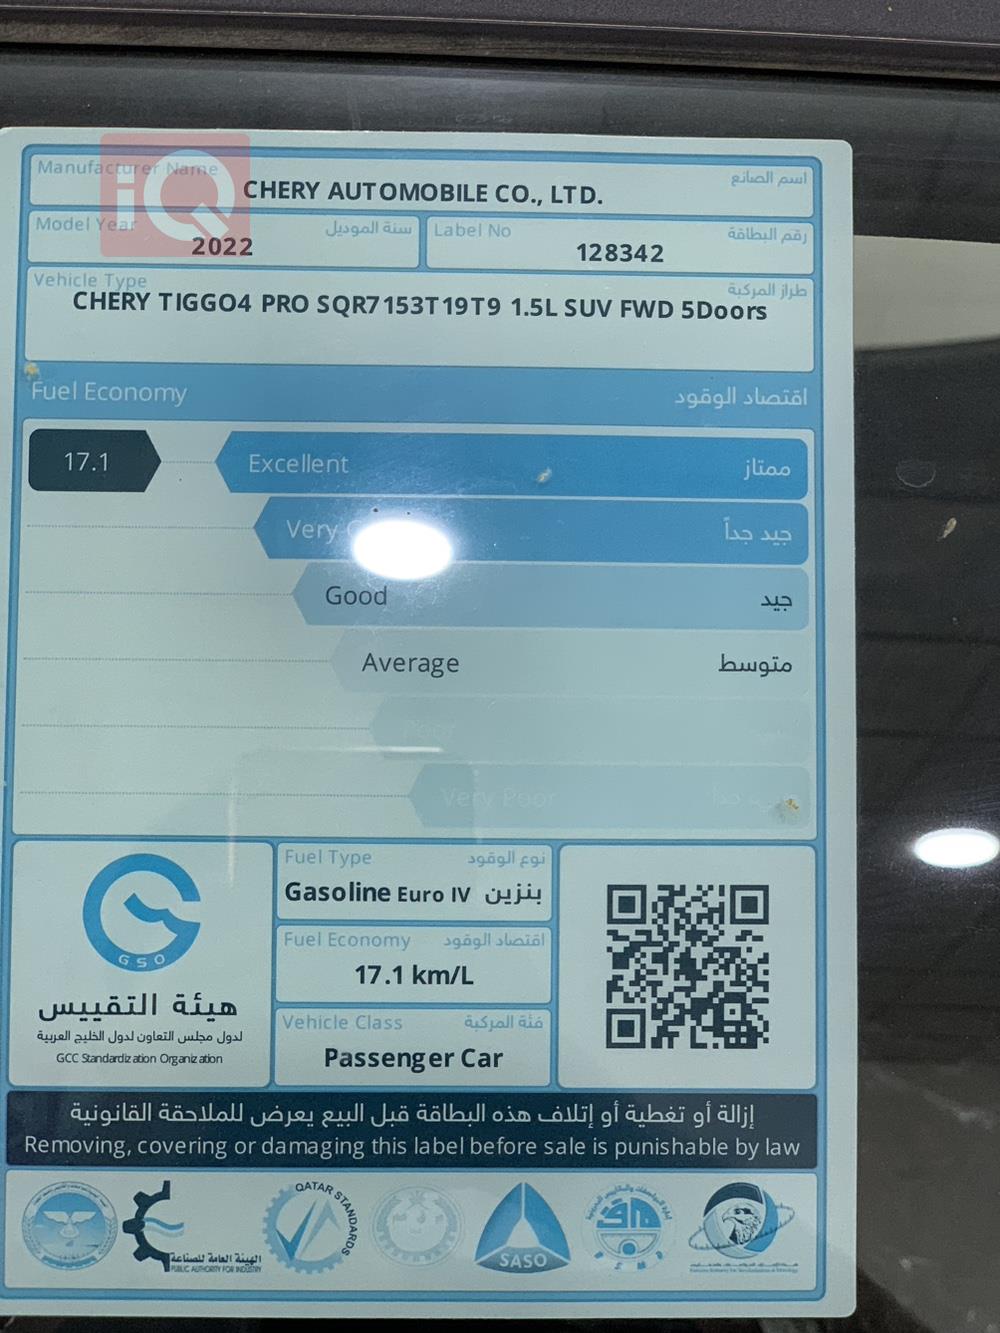 Manufacturer Name
اسم الصانع
iQ
CHERY AUTOMOBILE CO., LTD.
Model Year
سنة الموديل
2022
Label No
رقم البطاقة
128342
Vehicle Type
طراز المركبة
CHERY TIGGO4 PRO SQR7153T19T9 1.5L SUV FWD 5Doors
Fuel Economy
اقتصاد الوقود
17.1
Excellent
ممتاز
Very
جيد جداً
Good
جيد
Average
متوسط
Poor
Very Poor
GSO
هيئة التقييس
لدول مجلس التعاون لدول الخليج العربية
GCC Standardization Organization
Fuel Type
نوع الوقود
Gasoline Euro IV بنزين
Fuel Economy
اقتصاد الوقود
17.1 km/L
Vehicle Class
فئة المركبة
Passenger Car
إزالة أو تغطية أو إتلاف هذه البطاقة قبل البيع يعرض للملاحقة القانونية
Removing, covering or damaging this label before sale is punishable by law
الهيئة العامة للصناعة
PUBLIC AUTHORITY FOR INDUSTRY
QATAR STANDARDS
SASO